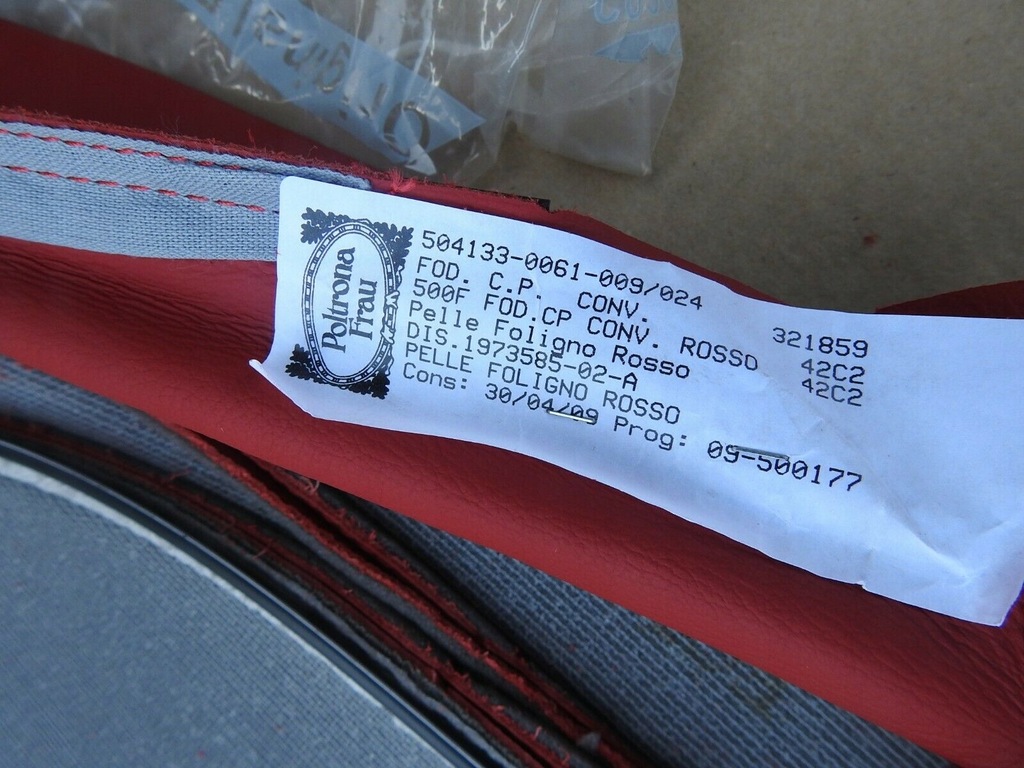 Poltrona
Frau
504133-0061-009/024
FOD. C.P. CONV. 321859
500F FOD.CP CONV. ROSSO 42C2
Pelle Foligno Rosso 42C2
DIS.1973585-02-A
PELLE FOLIGNO ROSSO
Cons: 30/04/09 Prog: 09-500177